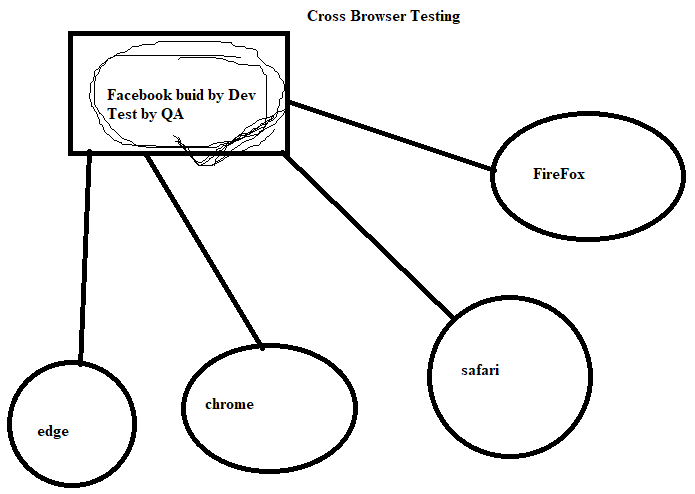 Cross Browser Testing
Facebook buid by Dev
Test by QA
FireFox
safari
chrome
edge